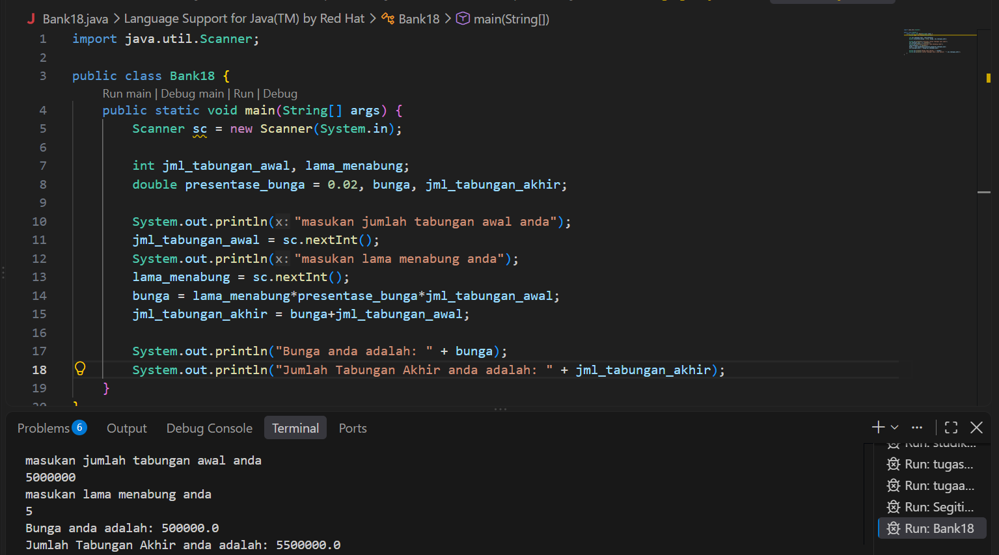 Bank18.java > Language Support for Java(TM) by Red Hat > Bank18 > main(String[])
1 import java.util.Scanner;
2
3 public class Bank18 {
Run main | Debug main | Run | Debug
4 public static void main(String[] args) {
5 Scanner sc = new Scanner(System.in);
6
7 int jml_tabungan_awal, lama_menabung;
8 double presentase_bunga = 0.02, bunga, jml_tabungan_akhir;
9
10 System.out.println(x: "masukan jumlah tabungan awal anda");
11 jml_tabungan_awal = sc.nextInt();
12 System.out.println(x: "masukan lama menabung anda");
13 lama_menabung = sc.nextInt();
14 bunga = lama_menabung*presentase_bunga*jml_tabungan_awal;
15 jml_tabungan_akhir = bunga+jml_tabungan_awal;
16
17 System.out.println("Bunga anda adalah: " + bunga);
18 System.out.println("Jumlah Tabungan Akhir anda adalah: " + jml_tabungan_akhir);
19 }
20 }
Problems 6 Output Debug Console Terminal Ports
masukan jumlah tabungan awal anda
5000000
masukan lama menabung anda
5
Bunga anda adalah: 500000.0
Jumlah Tabungan Akhir anda adalah: 5500000.0
Run: studik...
Run: tugas...
Run: tugaa...
Run: Segiti...
Run: Bank18